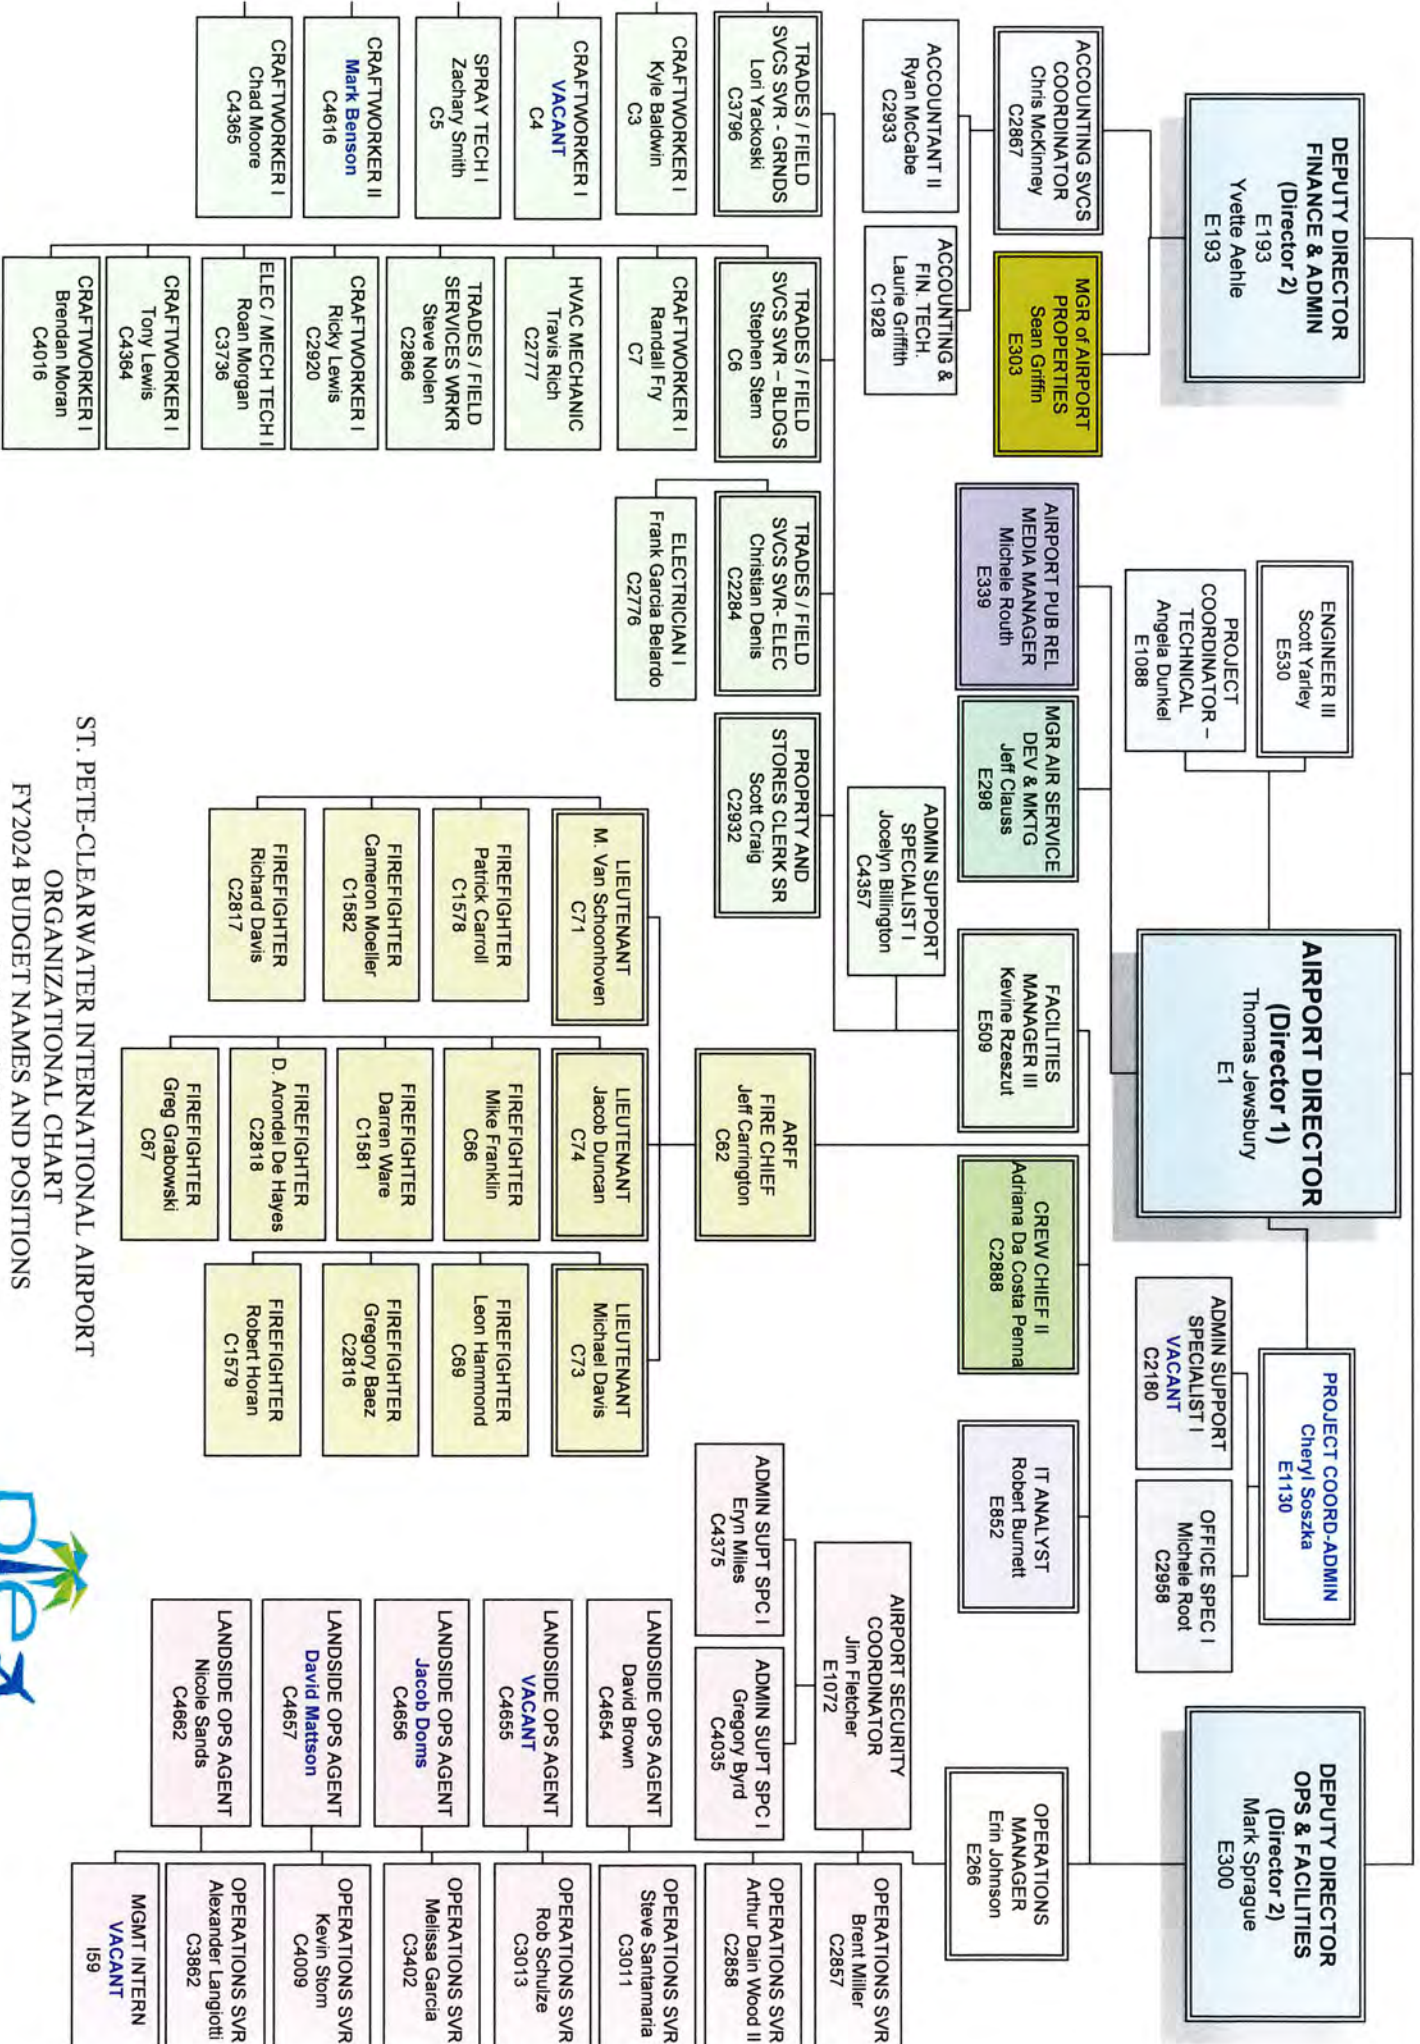 DEPUTY DIRECTOR
FINANCE & ADMIN
(Director 2)
E193
Yvette Aehle
E193
ACCOUNTING SVCS
COORDINATOR
Chris McKinney
C2867
MGR of AIRPORT
PROPERTIES
Sean Griffin
E303
ACCOUNTANT II
Ryan McCabe
C2933
ACCOUNTING &
FIN. TECH.
Laurie Griffith
C1928
AIRPORT DIRECTOR
(Director 1)
Thomas Jewsbury
E1
ENGINEER III
Scott Yarley
E530
PROJECT
COORDINATOR –
TECHNICAL
Angela Dunkel
E1088
PROJECT COORD-ADMIN
Cheryl Soszka
E1130
ADMIN SUPPORT
SPECIALIST I
VACANT
C2180
OFFICE SPEC I
Michele Root
C2958
DEPUTY DIRECTOR
OPS & FACILITIES
(Director 2)
Mark Sprague
E300
AIRPORT PUB REL
MEDIA MANAGER
Michele Routh
E339
MGR AIR SERVICE
DEV & MKTG
Jeff Clauss
E298
FACILITIES
MANAGER III
Kevine Rzeszut
E509
CREW CHIEF II
Adriana Da Costa Penna
C2888
IT ANALYST
Robert Burnett
E852
OPERATIONS
MANAGER
Erin Johnson
E266
ADMIN SUPPORT
SPECIALIST I
Jocelyn Billington
C4357
TRADES / FIELD
SVCS SVR - GRNDS
Lori Yackoski
C3796
CRAFTWORKER I
Kyle Baldwin
C3
CRAFTWORKER I
VACANT
C4
SPRAY TECH I
Zachary Smith
C5
CRAFTWORKER II
Mark Benson
C4616
CRAFTWORKER I
Chad Moore
C4365
TRADES / FIELD
SVCS SVR – BLDGS
Stephen Stem
C6
CRAFTWORKER I
Randall Fry
C7
HVAC MECHANIC
Travis Rich
C2777
TRADES / FIELD
SERVICES WRKR
Steve Nolen
C2866
CRAFTWORKER I
Ricky Lewis
C2920
ELEC / MECH TECH I
Roan Morgan
C3736
CRAFTWORKER I
Tony Lewis
C4364
CRAFTWORKER I
Brendan Moran
C4016
TRADES / FIELD
SVCS SVR- ELEC
Christian Denis
C2284
ELECTRICIAN I
Frank Garcia Belardo
C2776
PROPRTY AND
STORES CLERK SR
Scott Craig
C2932
ARFF
FIRE CHIEF
Jeff Carrington
C62
LIEUTENANT
M. Van Schoonhoven
C71
FIREFIGHTER
Patrick Carroll
C1578
FIREFIGHTER
Cameron Moeller
C1582
FIREFIGHTER
Richard Davis
C2817
LIEUTENANT
Jacob Duncan
C74
FIREFIGHTER
Mike Franklin
C66
FIREFIGHTER
Darren Ware
C1581
FIREFIGHTER
D. Arondel De Hayes
C2818
FIREFIGHTER
Greg Grabowski
C67
LIEUTENANT
Michael Davis
C73
FIREFIGHTER
Leon Hammond
C69
FIREFIGHTER
Gregory Baez
C2816
FIREFIGHTER
Robert Horan
C1579
AIRPORT SECURITY
COORDINATOR
Jim Fletcher
E1072
ADMIN SUPT SPC I
Eryn Miles
C4375
ADMIN SUPT SPC I
Gregory Byrd
C4035
LANDSIDE OPS AGENT
David Brown
C4654
LANDSIDE OPS AGENT
VACANT
C4655
LANDSIDE OPS AGENT
Jacob Doms
C4656
LANDSIDE OPS AGENT
David Mattson
C4657
LANDSIDE OPS AGENT
Nicole Sands
C4662
OPERATIONS SVR
Brent Miller
C2857
OPERATIONS SVR
Arthur Dain Wood II
C2858
OPERATIONS SVR
Steve Santamaria
C3011
OPERATIONS SVR
Rob Schulze
C3013
OPERATIONS SVR
Melissa Garcia
C3402
OPERATIONS SVR
Kevin Stom
C4009
OPERATIONS SVR
Alexander Langiotti
C3862
MGMT INTERN
VACANT
I59
ST. PETE-CLEARWATER INTERNATIONAL AIRPORT
ORGANIZATIONAL CHART
FY2024 BUDGET NAMES AND POSITIONS
pie